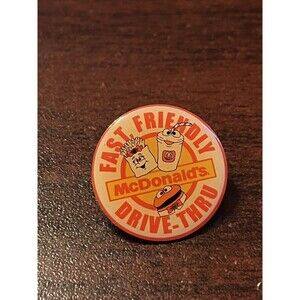 FAST, FRIENDLY
McDonald's
DRIVE-THRU